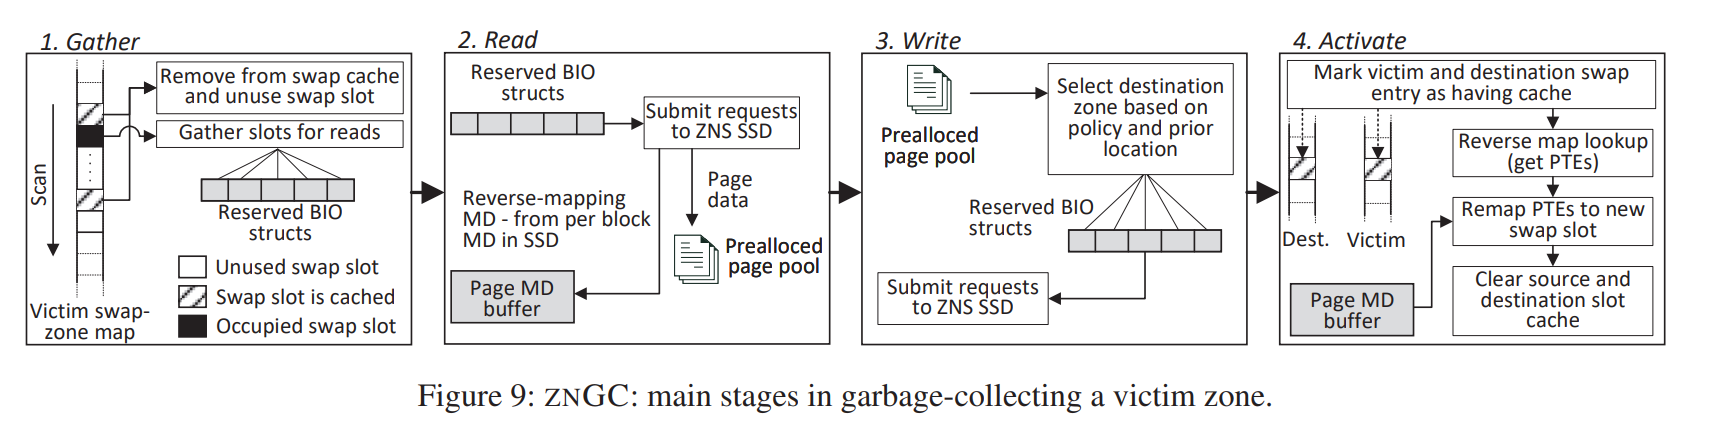 1. Gather
Remove from swap cache
and unuse swap slot
Gather slots for reads
Scan
Reserved BIO
structs
Unused swap slot
Swap slot is cached
Occupied swap slot
Victim swap-
zone map
2. Read
Reserved BIO
structs
Submit requests
to ZNS SSD
Page
data
Reverse-mapping
MD - from per block
MD in SSD
Prealloced
page pool
Page MD
buffer
3. Write
Prealloced
page pool
Select destination
zone based on
policy and prior
location
Reserved BIO
structs
Submit requests
to ZNS SSD
4. Activate
Mark victim and destination swap
entry as having cache
Reverse map lookup
(get PTEs)
Remap PTEs to new
swap slot
Dest.
Victim
Page MD
buffer
Clear source and
destination slot
cache
Figure 9: ZNGC: main stages in garbage-collecting a victim zone.